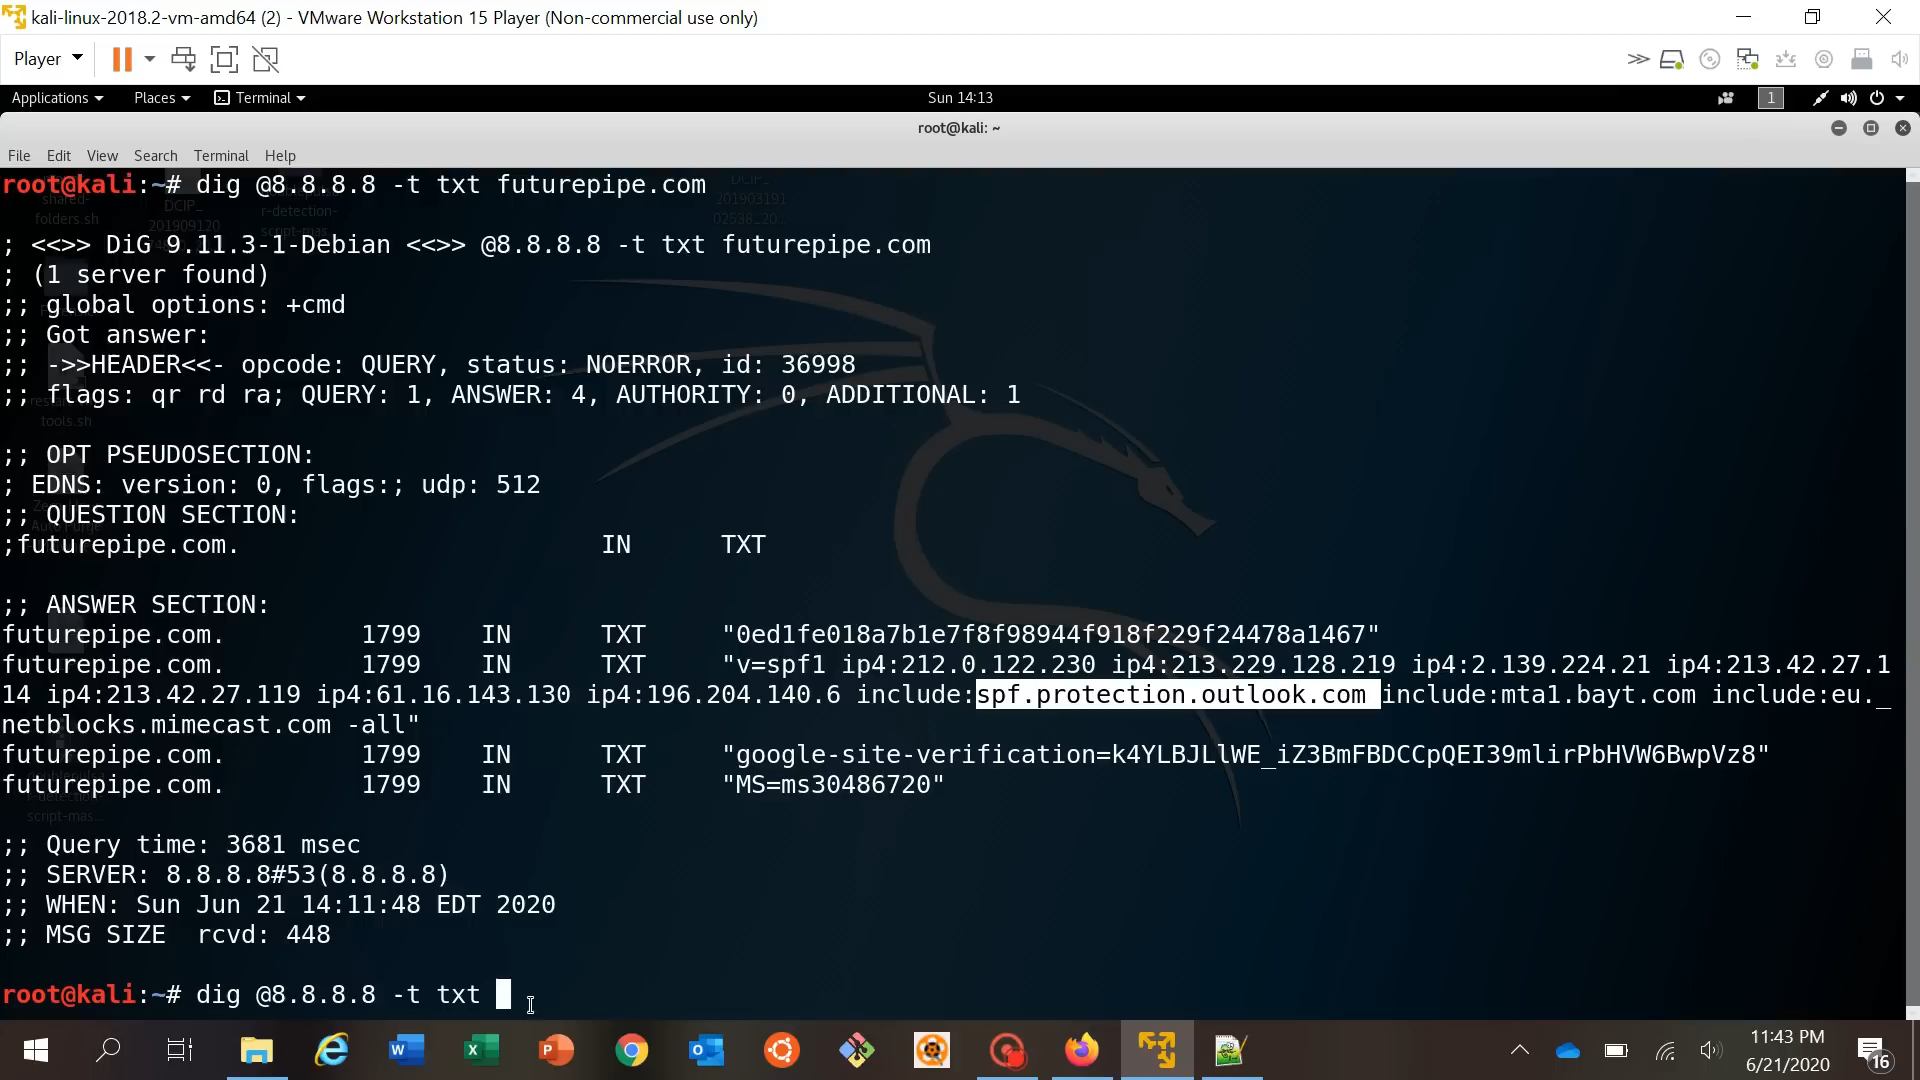 kali-linux-2018.2-vm-amd64 (2) - VMware Workstation 15 Player (Non-commercial use only)
Player
Applications Places Terminal Sun 14:13 1
root@kali: ~
File Edit View Search Terminal Help
root@kali:~# dig @8.8.8.8 -t txt futurepipe.com
; <<>> DiG 9.11.3-1-Debian <<>> @8.8.8.8 -t txt futurepipe.com
; (1 server found)
;; global options: +cmd
;; Got answer:
;; ->>HEADER<<- opcode: QUERY, status: NOERROR, id: 36998
;; flags: qr rd ra; QUERY: 1, ANSWER: 4, AUTHORITY: 0, ADDITIONAL: 1
;; OPT PSEUDOSECTION:
; EDNS: version: 0, flags:; udp: 512
;; QUESTION SECTION:
;futurepipe.com. IN TXT
;; ANSWER SECTION:
futurepipe.com. 1799 IN TXT "0ed1fe018a7b1e7f8f98944f918f229f24478a1467"
futurepipe.com. 1799 IN TXT "v=spf1 ip4:212.0.122.230 ip4:213.229.128.219 ip4:2.139.224.21 ip4:213.42.27.1
14 ip4:213.42.27.119 ip4:61.16.143.130 ip4:196.204.140.6 include:spf.protection.outlook.com include:mta1.bayt.com include:eu._
netblocks.mimecast.com -all"
futurepipe.com. 1799 IN TXT "google-site-verification=k4YLBJLlWE_iZ3BmFBDCCpQEI39mlirPbHVW6BwpVz8"
futurepipe.com. 1799 IN TXT "MS=ms30486720"
;; Query time: 3681 msec
;; SERVER: 8.8.8.8#53(8.8.8.8)
;; WHEN: Sun Jun 21 14:11:48 EDT 2020
;; MSG SIZE rcvd: 448
root@kali:~# dig @8.8.8.8 -t txt
11:43 PM
6/21/2020
16